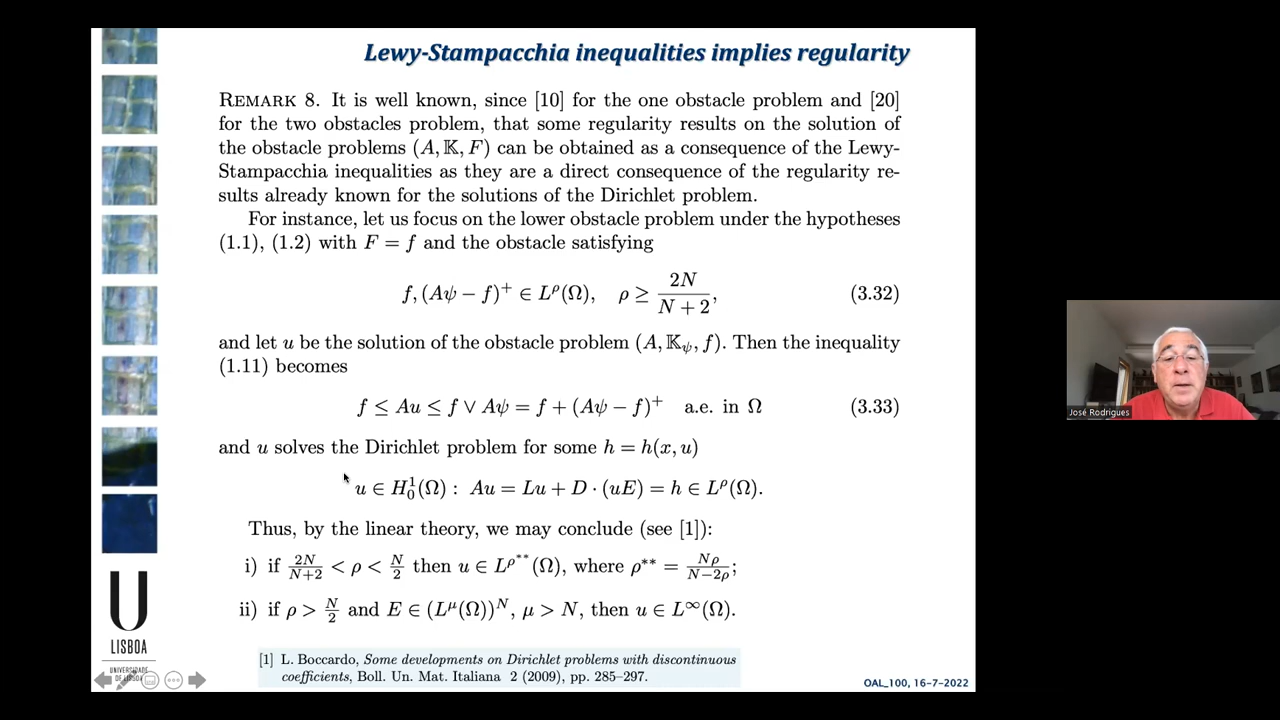 Lewy-Stampacchia inequalities implies regularity
REMARK 8. It is well known, since [10] for the one obstacle problem and [20]
for the two obstacles problem, that some regularity results on the solution of
the obstacle problems (A, 𝕂, F) can be obtained as a consequence of the Lewy-
Stampacchia inequalities as they are a direct consequence of the regularity re-
sults already known for the solutions of the Dirichlet problem.
For instance, let us focus on the lower obstacle problem under the hypotheses
(1.1), (1.2) with F = f and the obstacle satisfying
f, (Aψ − f)⁺ ∈ Lᵖ(Ω), ρ ≥ 2N/(N + 2), (3.32)
and let u be the solution of the obstacle problem (A, 𝕂ψ, f). Then the inequality
(1.11) becomes
f ≤ Au ≤ f ∨ Aψ = f + (Aψ − f)⁺ a.e. in Ω (3.33)
and u solves the Dirichlet problem for some h = h(x, u)
u ∈ H₀¹(Ω) : Au = Lu + D · (uE) = h ∈ L^ρ(Ω).
Thus, by the linear theory, we may conclude (see [1]):
i) if 2N/(N+2) < ρ < N/2 then u ∈ L^ρ**(Ω), where ρ** = Nρ/(N−2ρ);
ii) if ρ > N/2 and E ∈ (L^μ(Ω))^N, μ > N, then u ∈ L^∞(Ω).
[1] L. Boccardo, Some developments on Dirichlet problems with discontinuous
coefficients, Boll. Un. Mat. Italiana 2 (2009), pp. 285–297.
U
LISBOA
UNIVERSIDADE
DE LISBOA
OAL_100, 16-7-2022
José Rodrigues